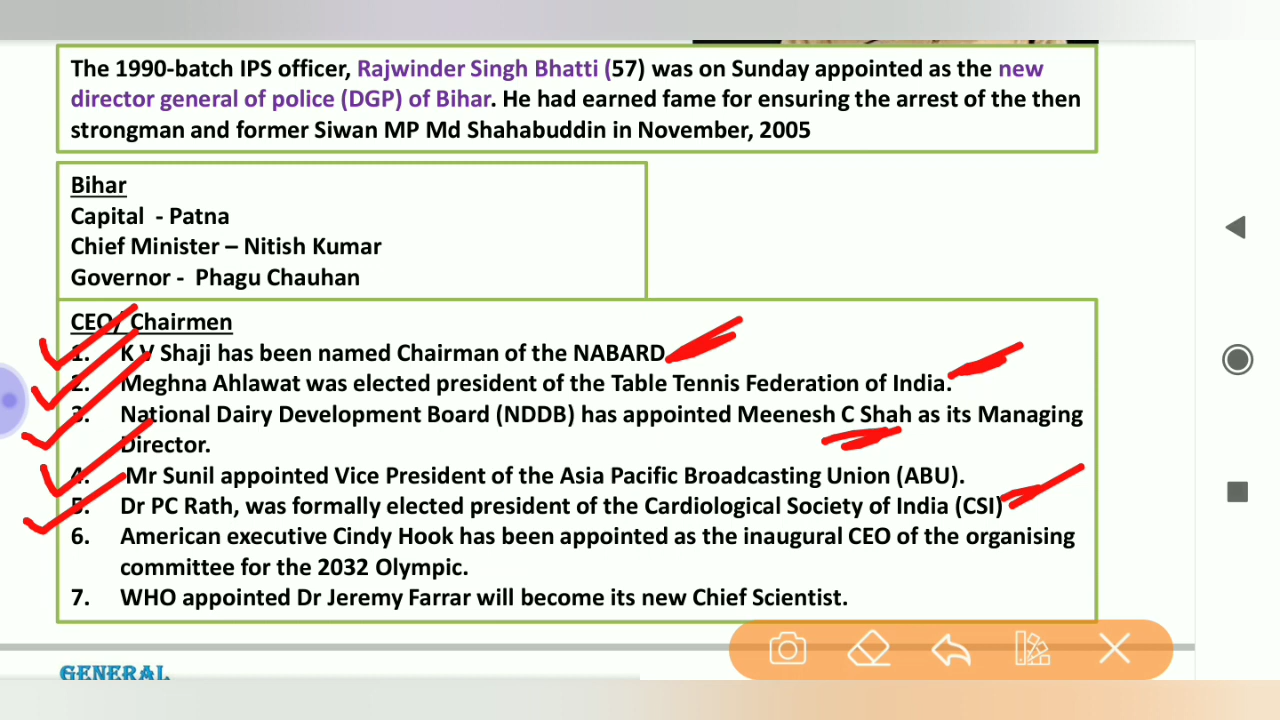 The 1990-batch IPS officer, Rajwinder Singh Bhatti (57) was on Sunday appointed as the new
director general of police (DGP) of Bihar. He had earned fame for ensuring the arrest of the then
strongman and former Siwan MP Md Shahabuddin in November, 2005
Bihar
Capital - Patna
Chief Minister – Nitish Kumar
Governor - Phagu Chauhan
CEO/ Chairmen
1. K V Shaji has been named Chairman of the NABARD
2. Meghna Ahlawat was elected president of the Table Tennis Federation of India.
3. National Dairy Development Board (NDDB) has appointed Meenesh C Shah as its Managing
Director.
4. Mr Sunil appointed Vice President of the Asia Pacific Broadcasting Union (ABU).
5. Dr PC Rath, was formally elected president of the Cardiological Society of India (CSI)
6. American executive Cindy Hook has been appointed as the inaugural CEO of the organising
committee for the 2032 Olympic.
7. WHO appointed Dr Jeremy Farrar will become its new Chief Scientist.
GENERAL